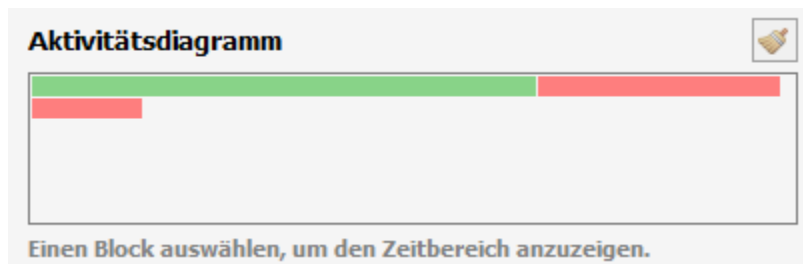 Aktivitätsdiagramm
Einen Block auswählen, um den Zeitbereich anzuzeigen.